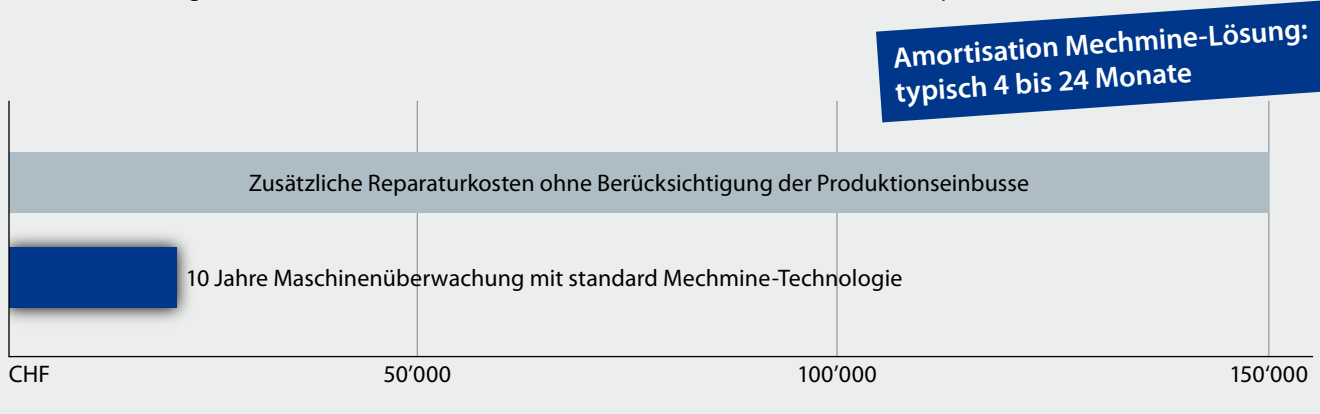 Amortisation Mechmine-Lösung:
typisch 4 bis 24 Monate
Zusätzliche Reparaturkosten ohne Berücksichtigung der Produktionseinbusse
10 Jahre Maschinenüberwachung mit standard Mechmine-Technologie
CHF 50’000 100’000 150‘000